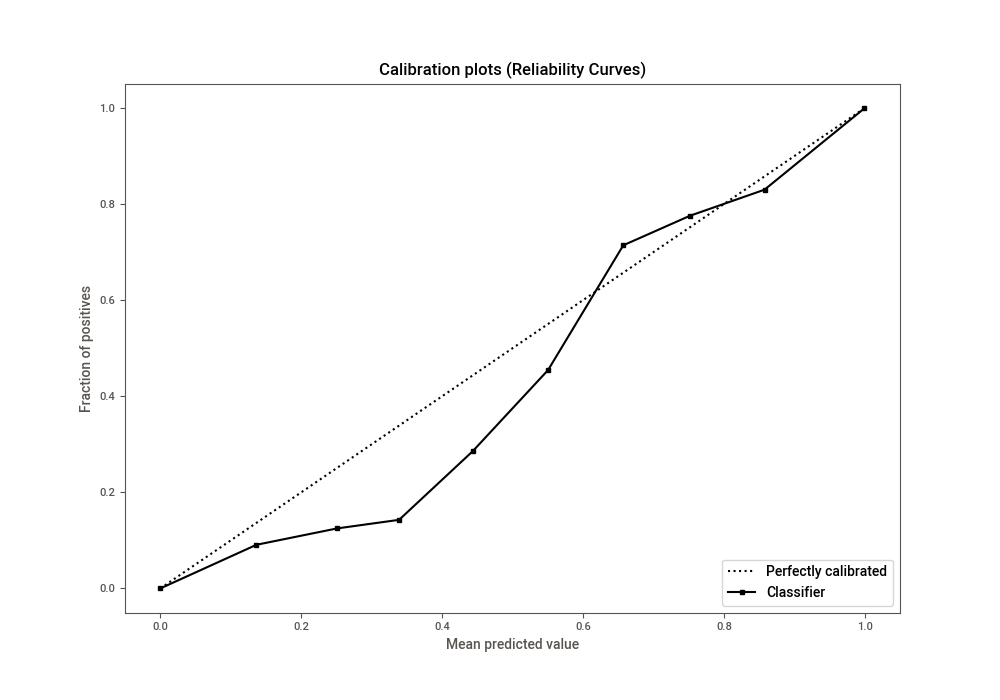 Calibration plots (Reliability Curves)
1.0
0.8
0.6
0.4
0.2
0.0
Fraction of positives
0.0 0.2 0.4 0.6 0.8 1.0
Mean predicted value
Perfectly calibrated
Classifier